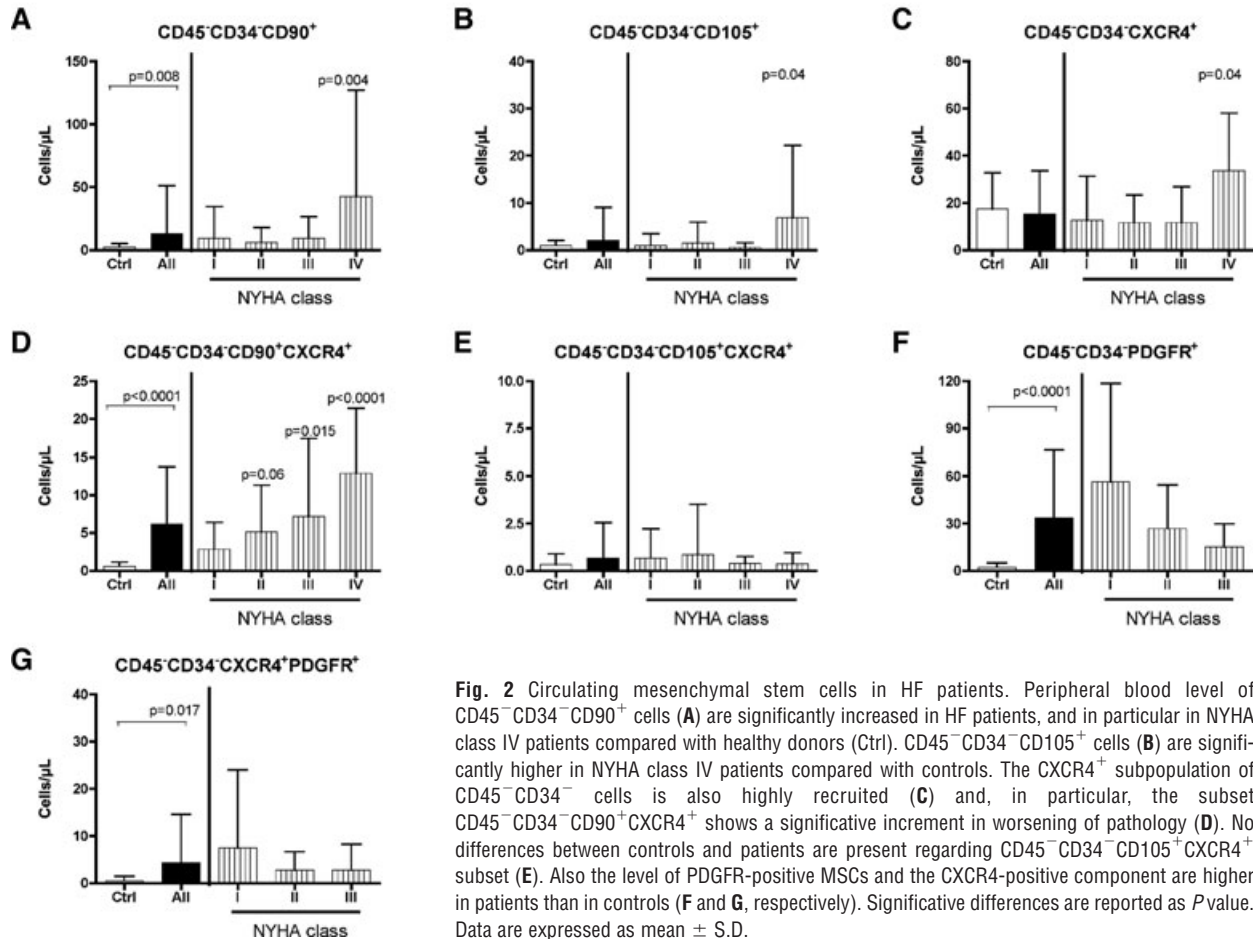 A
CD45⁻CD34⁻CD90⁺
150
100
50
0
Cells/µL
p=0.008
p=0.004
Ctrl All I II III IV
NYHA class
B
CD45⁻CD34⁻CD105⁺
40
30
20
10
0
Cells/µL
p=0.04
Ctrl All I II III IV
NYHA class
C
CD45⁻CD34⁻CXCR4⁺
80
60
40
20
0
Cells/µL
p=0.04
Ctrl All I II III IV
NYHA class
D
CD45⁻CD34⁻CD90⁺CXCR4⁺
25
20
15
10
5
0
Cells/µL
p<0.0001
p=0.06
p=0.015
p<0.0001
Ctrl All I II III IV
NYHA class
E
CD45⁻CD34⁻CD105⁺CXCR4⁺
10.0
7.5
5.0
2.5
0.0
Cells/µL
Ctrl All I II III IV
NYHA class
F
CD45⁻CD34⁻PDGFR⁺
120
90
60
30
0
Cells/µL
p<0.0001
Ctrl All I II III
NYHA class
G
CD45⁻CD34⁻CXCR4⁺PDGFR⁺
40
30
20
10
0
Cells/µL
p=0.017
Ctrl All I II III
NYHA class
Fig. 2 Circulating mesenchymal stem cells in HF patients. Peripheral blood level of
CD45⁻CD34⁻CD90⁺ cells (A) are significantly increased in HF patients, and in particular in NYHA
class IV patients compared with healthy donors (Ctrl). CD45⁻CD34⁻CD105⁺ cells (B) are signifi-
cantly higher in NYHA class IV patients compared with controls. The CXCR4⁺ subpopulation of
CD45⁻CD34⁻ cells is also highly recruited (C) and, in particular, the subset
CD45⁻CD34⁻CD90⁺CXCR4⁺ shows a significative increment in worsening of pathology (D). No
differences between controls and patients are present regarding CD45⁻CD34⁻CD105⁺CXCR4⁺
subset (E). Also the level of PDGFR-positive MSCs and the CXCR4-positive component are higher
in patients than in controls (F and G, respectively). Significative differences are reported as P value.
Data are expressed as mean ± S.D.